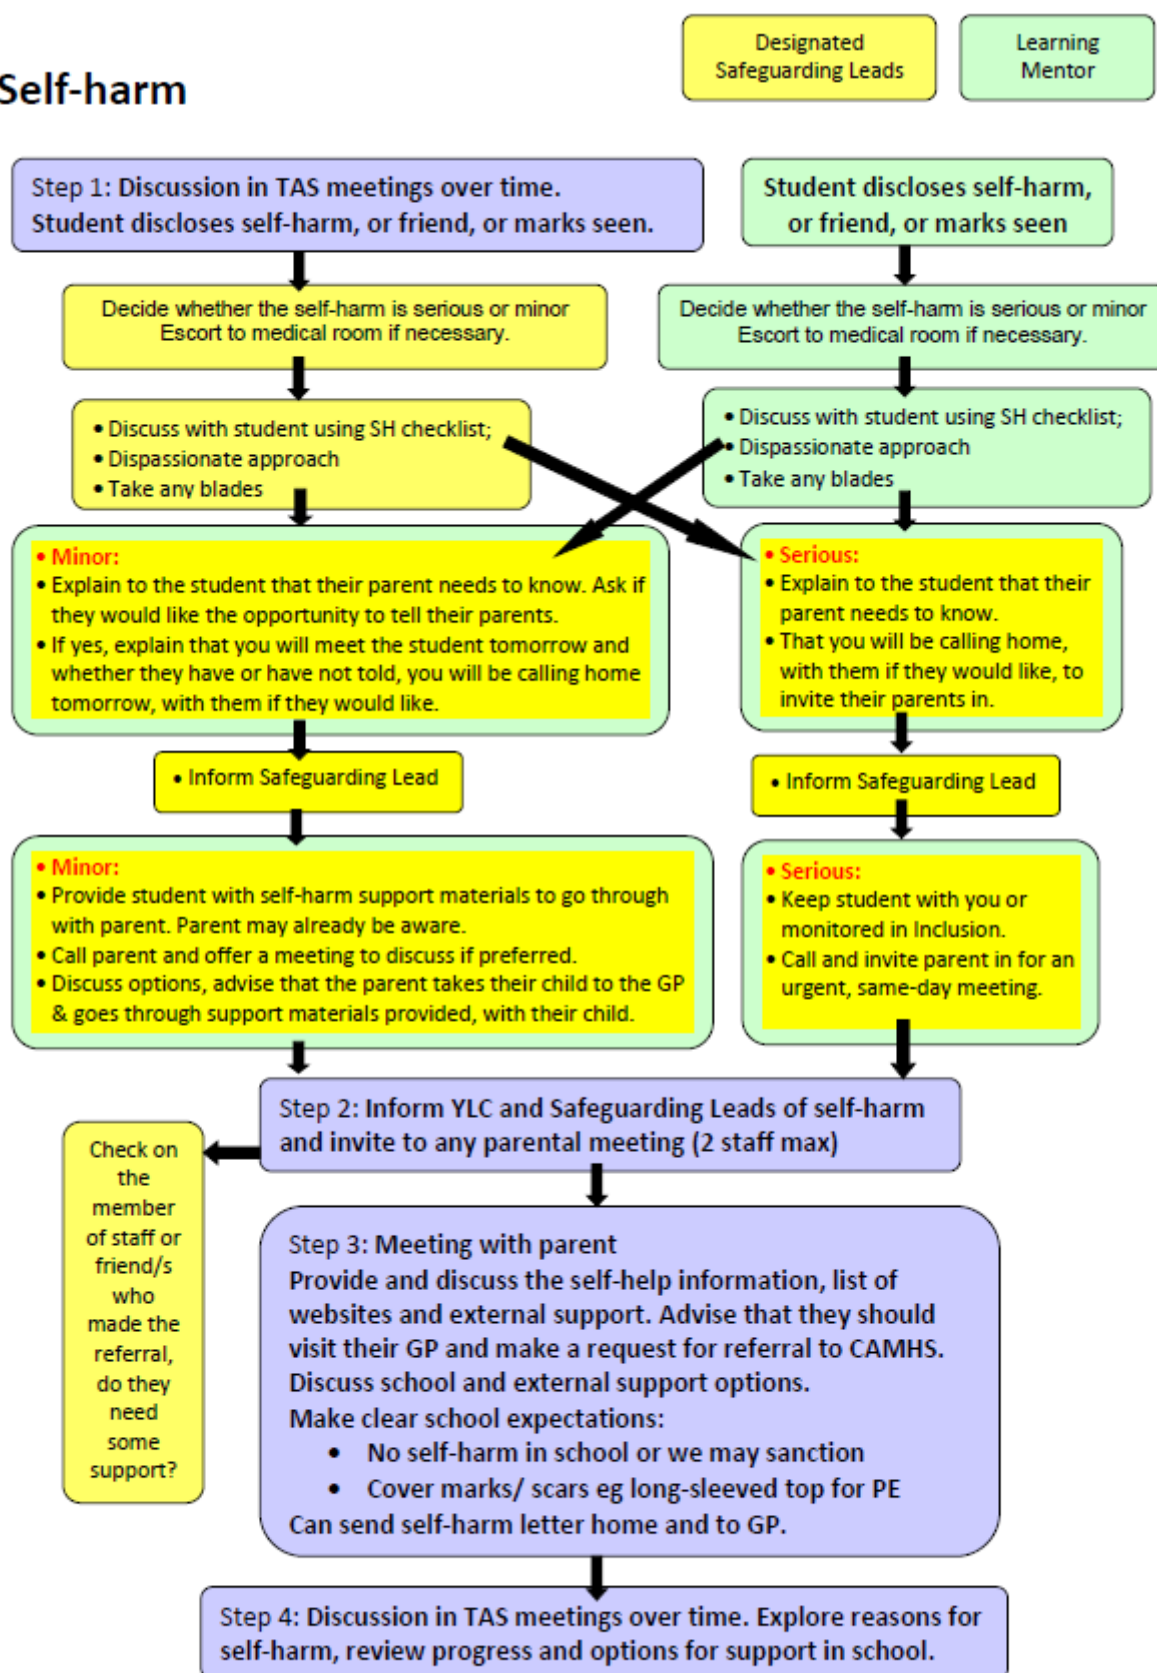 Designated
Safeguarding Leads
Learning
Mentor
Self-harm
Step 1: Discussion in TAS meetings over time.
Student discloses self-harm, or friend, or marks seen.
Student discloses self-harm,
or friend, or marks seen
Decide whether the self-harm is serious or minor
Escort to medical room if necessary.
Decide whether the self-harm is serious or minor
Escort to medical room if necessary.
• Discuss with student using SH checklist;
• Dispassionate approach
• Take any blades
• Discuss with student using SH checklist;
• Dispassionate approach
• Take any blades
• Minor:
• Explain to the student that their parent needs to know. Ask if
they would like the opportunity to tell their parents.
• If yes, explain that you will meet the student tomorrow and
whether they have or have not told, you will be calling home
tomorrow, with them if they would like.
• Serious:
• Explain to the student that their
parent needs to know.
• That you will be calling home,
with them if they would like, to
invite their parents in.
• Inform Safeguarding Lead
• Inform Safeguarding Lead
• Minor:
• Provide student with self-harm support materials to go through
with parent. Parent may already be aware.
• Call parent and offer a meeting to discuss if preferred.
• Discuss options, advise that the parent takes their child to the GP
& goes through support materials provided, with their child.
• Serious:
• Keep student with you or
monitored in Inclusion.
• Call and invite parent in for an
urgent, same-day meeting.
Step 2: Inform YLC and Safeguarding Leads of self-harm
and invite to any parental meeting (2 staff max)
Check on
the
member
of staff or
friend/s
who
made the
referral,
do they
need
some
support?
Step 3: Meeting with parent
Provide and discuss the self-help information, list of
websites and external support. Advise that they should
visit their GP and make a request for referral to CAMHS.
Discuss school and external support options.
Make clear school expectations:
• No self-harm in school or we may sanction
• Cover marks/ scars eg long-sleeved top for PE
Can send self-harm letter home and to GP.
Step 4: Discussion in TAS meetings over time. Explore reasons for
self-harm, review progress and options for support in school.